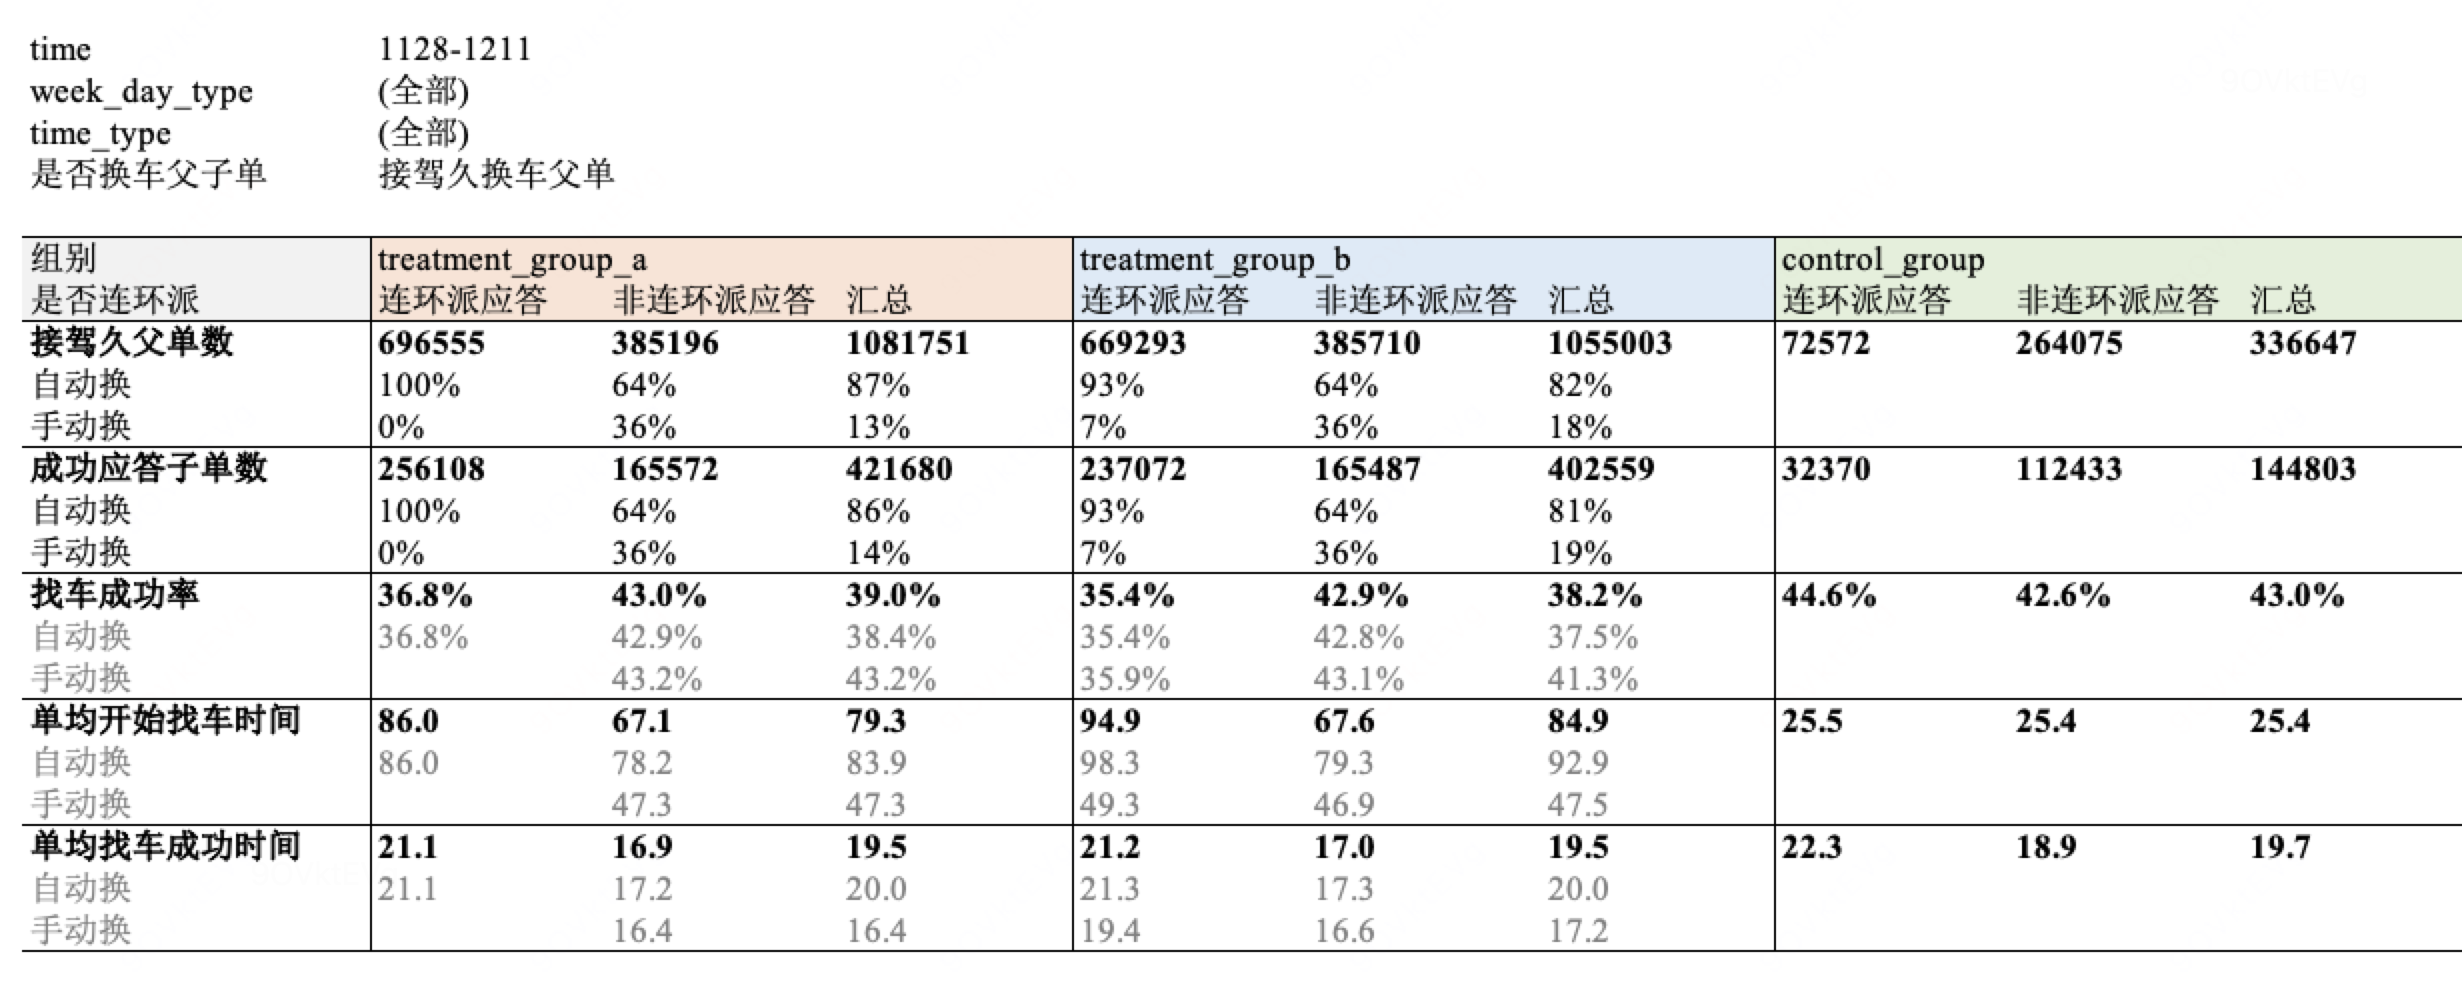 time 1128-1211
week_day_type (全部)
time_type (全部)
是否换车父子单 接驾久换车父单
组别 treatment_group_a treatment_group_b control_group
是否连环派 连环派应答 非连环派应答 汇总 连环派应答 非连环派应答 汇总 连环派应答 非连环派应答 汇总
接驾久父单数 696555 385196 1081751 669293 385710 1055003 72572 264075 336647
自动换 100% 64% 87% 93% 64% 82%
手动换 0% 36% 13% 7% 36% 18%
成功应答子单数 256108 165572 421680 237072 165487 402559 32370 112433 144803
自动换 100% 64% 86% 93% 64% 81%
手动换 0% 36% 14% 7% 36% 19%
找车成功率 36.8% 43.0% 39.0% 35.4% 42.9% 38.2% 44.6% 42.6% 43.0%
自动换 36.8% 42.9% 38.4% 35.4% 42.8% 37.5%
手动换 43.2% 43.2% 35.9% 43.1% 41.3%
单均开始找车时间 86.0 67.1 79.3 94.9 67.6 84.9 25.5 25.4 25.4
自动换 86.0 78.2 83.9 98.3 79.3 92.9
手动换 47.3 47.3 49.3 46.9 47.5
单均找车成功时间 21.1 16.9 19.5 21.2 17.0 19.5 22.3 18.9 19.7
自动换 21.1 17.2 20.0 21.3 17.3 20.0
手动换 16.4 16.4 19.4 16.6 17.2